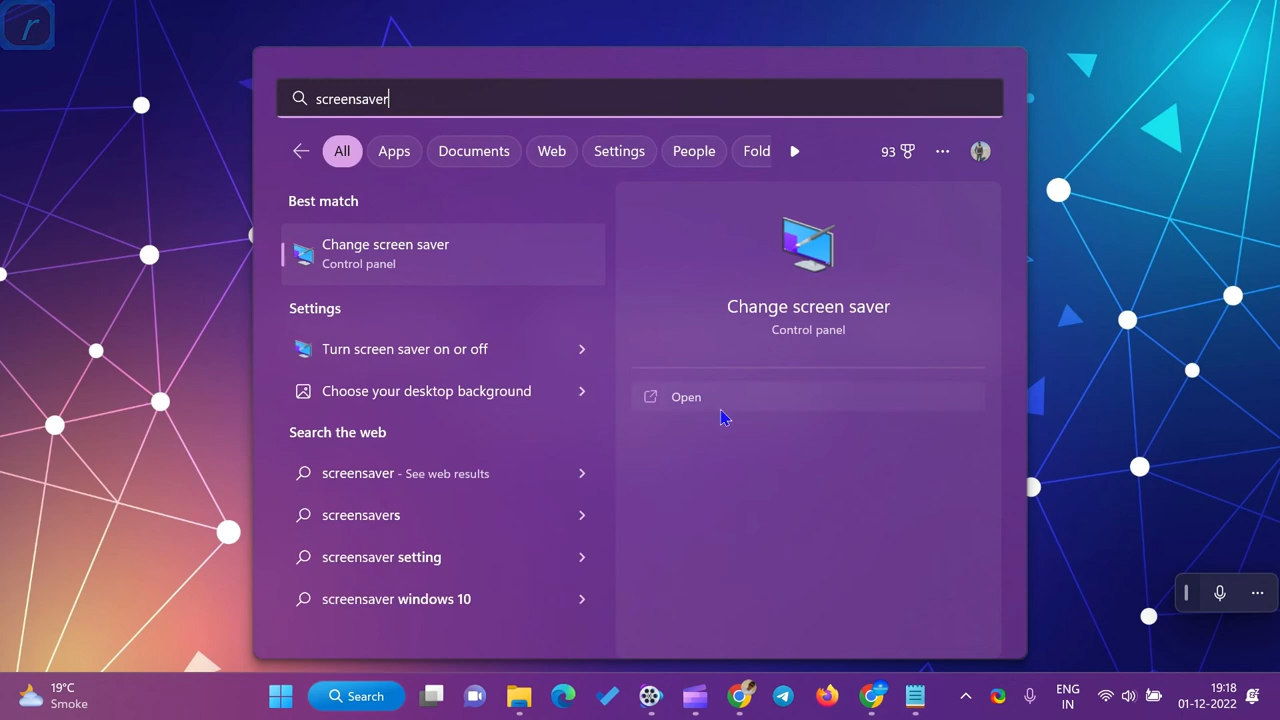 r
screensaver
All Apps Documents Web Settings People Fold 93
Best match
Change screen saver
Control panel
Settings
Turn screen saver on or off
Choose your desktop background
Search the web
screensaver - See web results
screensavers
screensaver setting
screensaver windows 10
Change screen saver
Control panel
Open
19°C
Smoke
Search
ENG
IN
19:18
01-12-2022